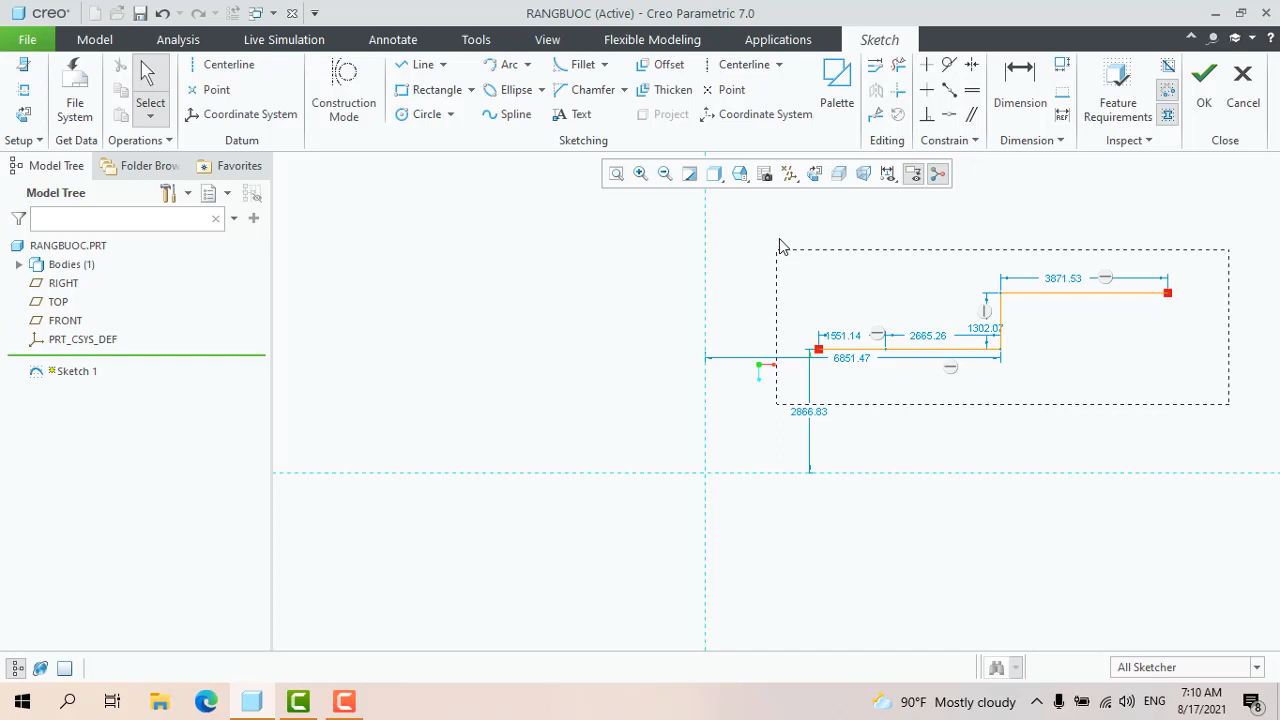 creo RANGBUOC (Active) - Creo Parametric 7.0
File Model Analysis Live Simulation Annotate Tools View Flexible Modeling Applications Sketch
Centerline Line Arc Fillet Offset Centerline
Point Rectangle Ellipse Chamfer Thicken Point
Coordinate System Circle Spline Text Project Coordinate System
File System Select Construction Mode Palette Dimension Feature Requirements OK Cancel
Setup Get Data Operations Datum Sketching Editing Constrain Dimension Inspect Close
Model Tree Folder Brow Favorites
Model Tree
RANGBUOC.PRT
Bodies (1)
RIGHT
TOP
FRONT
PRT_CSYS_DEF
Sketch 1
3871.53
1302.07
1551.14 2665.26
6851.47
2866.83
All Sketcher
90°F Mostly cloudy ENG 7:10 AM
8/17/2021 8